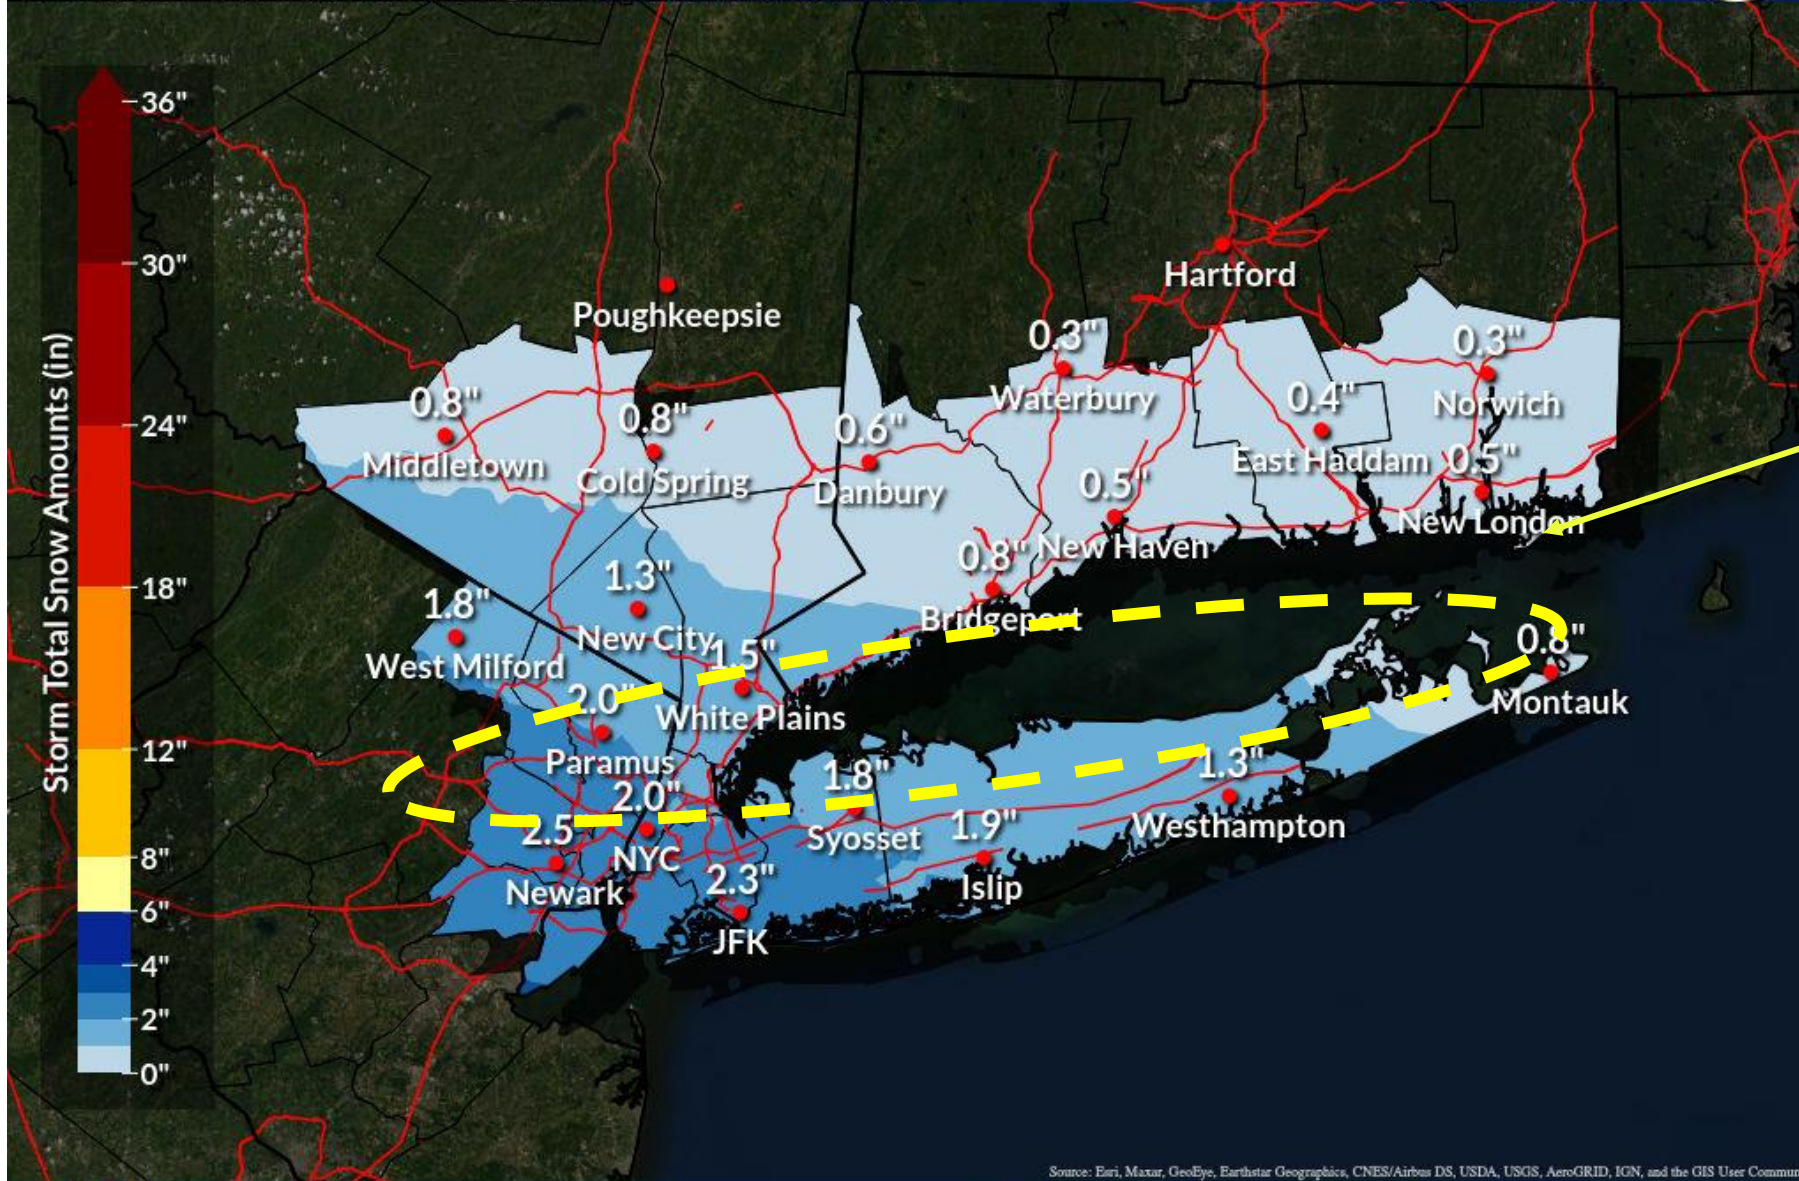 Storm Total Snow Amounts (in)
36"
30"
24"
18"
12"
8"
6"
4"
2"
0"
Hartford
Poughkeepsie
0.3"
Waterbury
0.3"
Norwich
0.8"
Middletown
0.8"
Cold Spring
0.6"
Danbury
0.4"
East Haddam
0.5"
New London
0.5"
New Haven
0.8"
Bridgeport
1.8"
West Milford
1.3"
New City
1.5"
White Plains
0.8"
Montauk
2.0"
Paramus
2.0"
NYC
1.8"
Syosset
1.3"
Westhampton
2.5
Newark
1.9"
Islip
2.3"
JFK
Source: Esri, Maxar, GeoEye, Earthstar Geographics, CNES/Airbus DS, USDA, USGS, AeroGRID, IGN, and the GIS User Commun